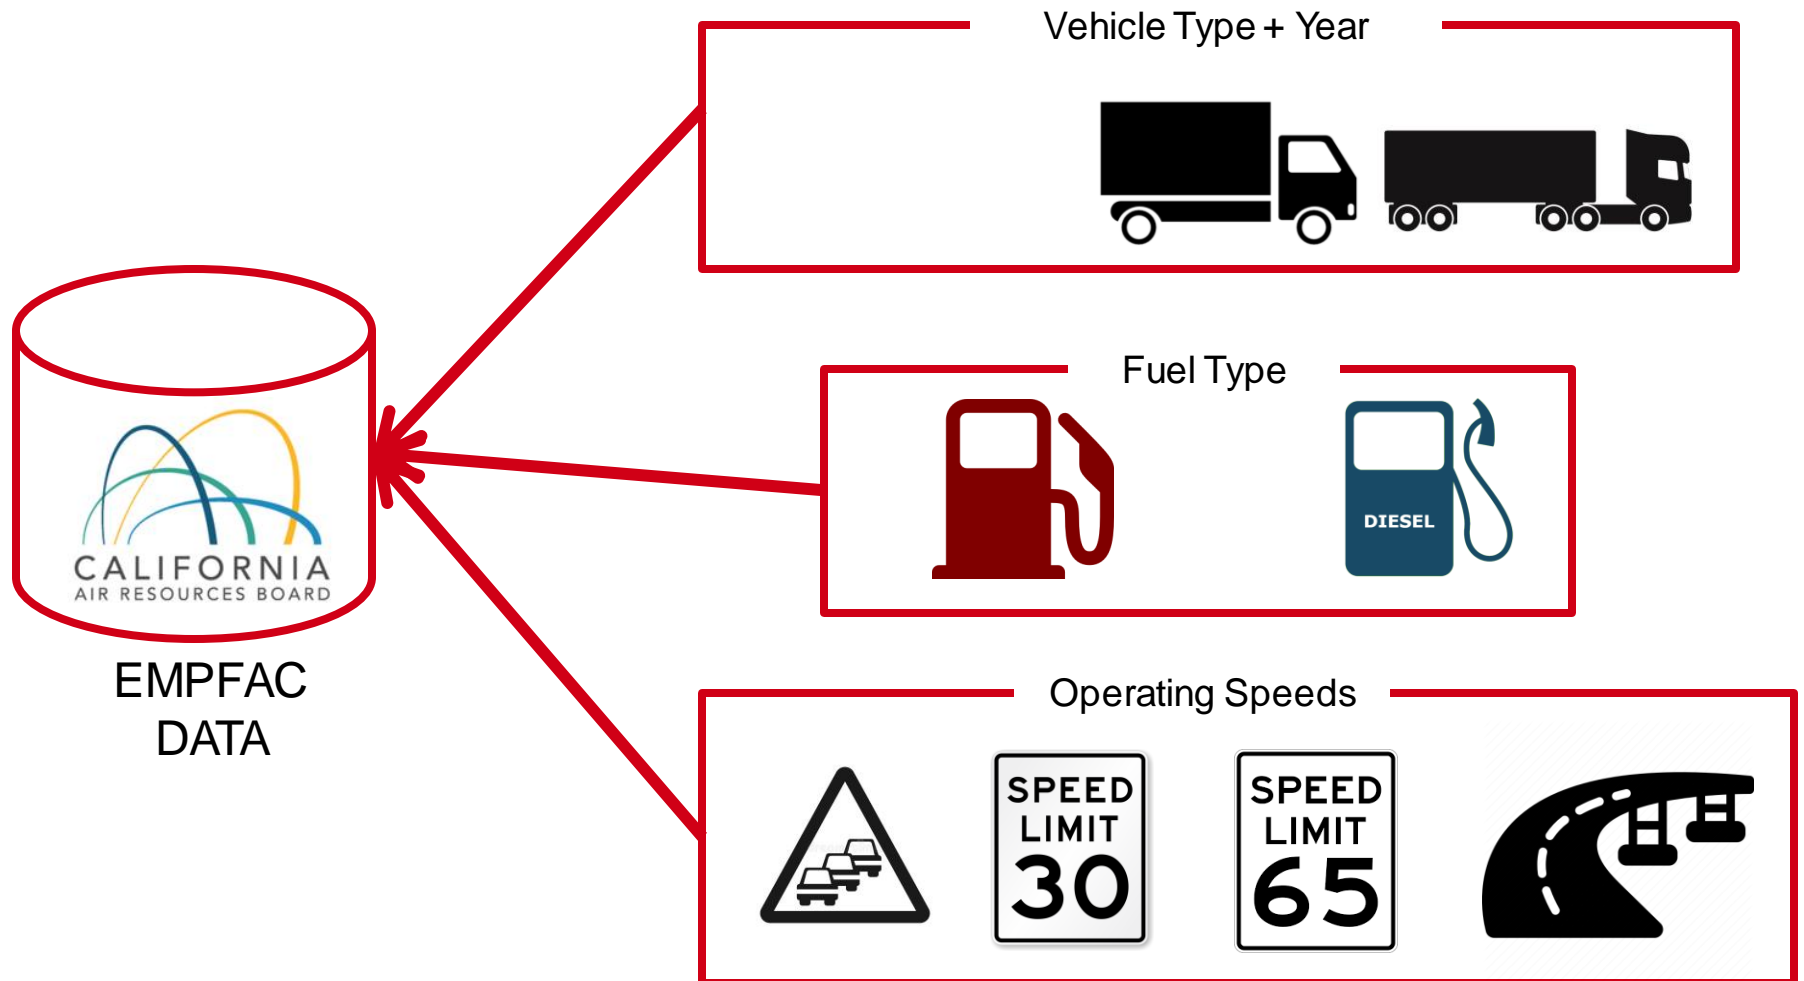 Vehicle Type + Year
Fuel Type
DIESEL
CALIFORNIA
AIR RESOURCES BOARD
EMPFAC
DATA
Operating Speeds
SPEED
LIMIT
30
SPEED
LIMIT
65